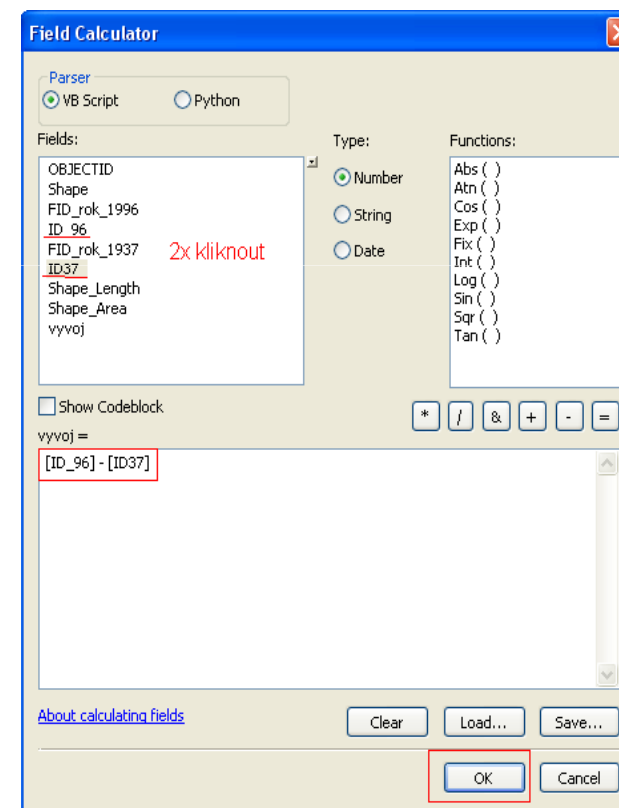 Field Calculator
Parser
VB Script Python
Fields:
Type:
Functions:
OBJECTID
Shape
FID_rok_1996
ID_96
FID_rok_1937
ID37
Shape_Length
Shape_Area
vyvoj
2x kliknout
Number
String
Date
Abs ( )
Atn ( )
Cos ( )
Exp ( )
Fix ( )
Int ( )
Log ( )
Sin ( )
Sqr ( )
Tan ( )
Show Codeblock
* / & + - =
vyvoj =
[ID_96] - [ID37]
About calculating fields
Clear Load... Save...
OK Cancel